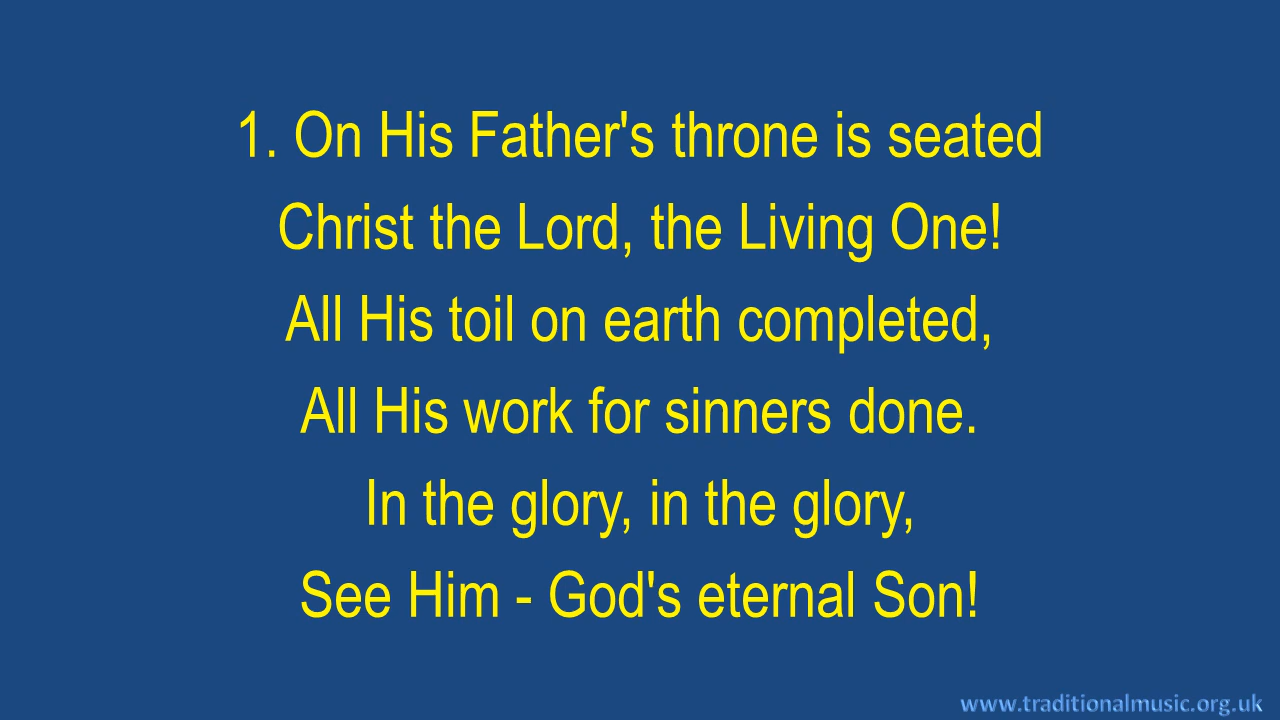 1. On His Father's throne is seated
Christ the Lord, the Living One!
All His toil on earth completed,
All His work for sinners done.
In the glory, in the glory,
See Him - God's eternal Son!
www.traditionalmusic.org.uk